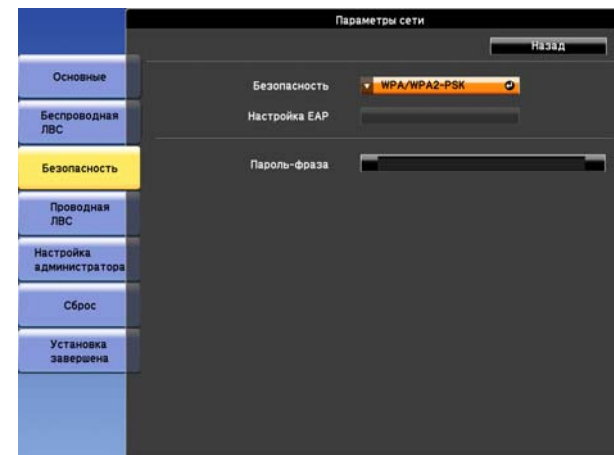 Параметры сети
Назад
Основные
Беспроводная
ЛВС
Безопасность
Проводная
ЛВС
Настройка
администратора
Сброс
Установка
завершена
Безопасность WPA/WPA2-PSK
Настройка EAP
Пароль-фраза